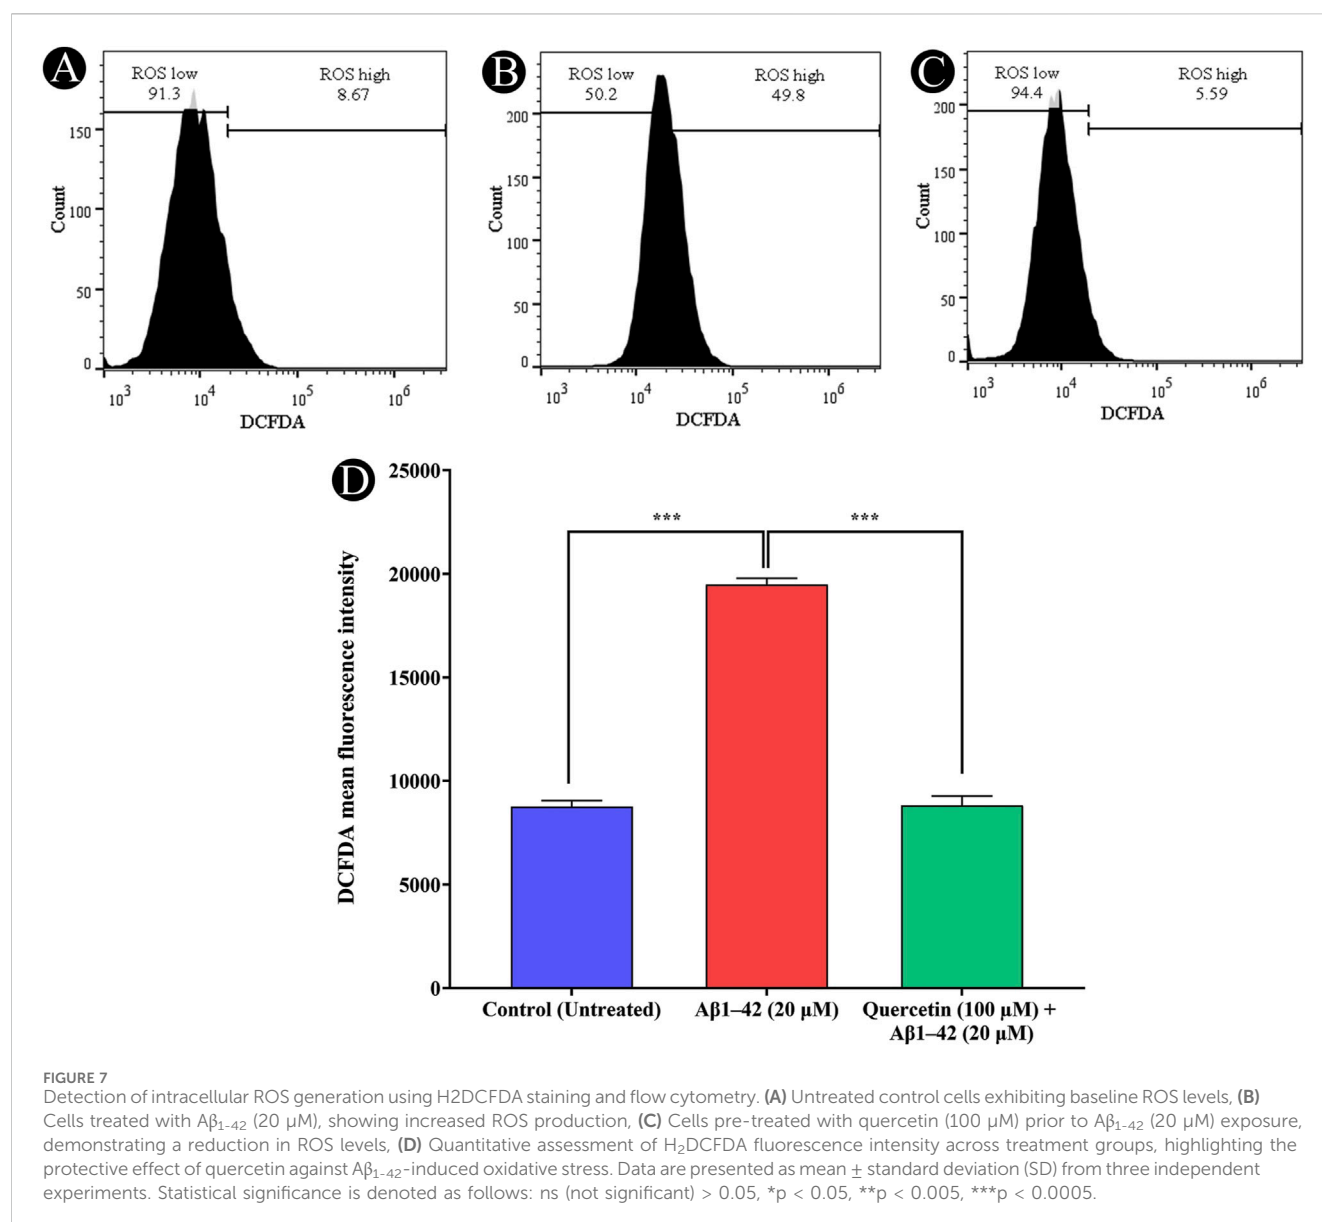 A
ROS low
91.3
ROS high
8.67
150
100
50
0
Count
10³
10⁴
10⁵
10⁶
DCFDA
B
ROS low
50.2
ROS high
49.8
200
150
100
50
0
Count
10³
10⁴
10⁵
10⁶
DCFDA
C
ROS low
94.4
ROS high
5.59
200
150
100
50
0
Count
10³
10⁴
10⁵
10⁶
DCFDA
D
25000
20000
15000
10000
5000
0
DCFDA mean fluorescence intensity
***
***
Control (Untreated)
Aβ1–42 (20 µM)
Quercetin (100 µM) +
Aβ1–42 (20 µM)
FIGURE 7
Detection of intracellular ROS generation using H2DCFDA staining and flow cytometry. (A) Untreated control cells exhibiting baseline ROS levels, (B)
Cells treated with Aβ₁₋₄₂ (20 µM), showing increased ROS production, (C) Cells pre-treated with quercetin (100 µM) prior to Aβ₁₋₄₂ (20 µM) exposure,
demonstrating a reduction in ROS levels, (D) Quantitative assessment of H₂DCFDA fluorescence intensity across treatment groups, highlighting the
protective effect of quercetin against Aβ₁₋₄₂-induced oxidative stress. Data are presented as mean ± standard deviation (SD) from three independent
experiments. Statistical significance is denoted as follows: ns (not significant) > 0.05, *p < 0.05, **p < 0.005, ***p < 0.0005.